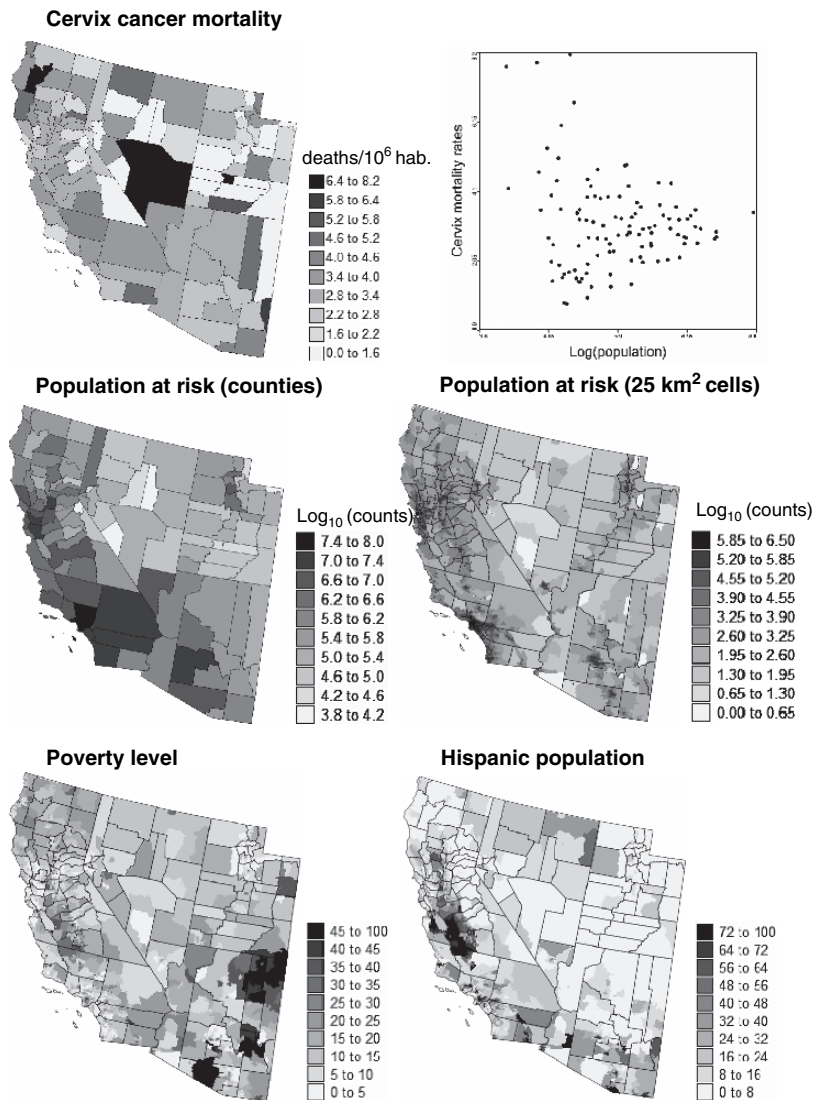 Cervix cancer mortality
deaths/10⁶ hab.
6.4 to 8.2
5.8 to 6.4
5.2 to 5.8
4.6 to 5.2
4.0 to 4.6
3.4 to 4.0
2.8 to 3.4
2.2 to 2.8
1.6 to 2.2
0.0 to 1.6
Cervix mortality rates
Log(population)
Population at risk (counties)
Log₁₀ (counts)
7.4 to 8.0
7.0 to 7.4
6.6 to 7.0
6.2 to 6.6
5.8 to 6.2
5.4 to 5.8
5.0 to 5.4
4.6 to 5.0
4.2 to 4.6
3.8 to 4.2
Population at risk (25 km² cells)
Log₁₀ (counts)
5.85 to 6.50
5.20 to 5.85
4.55 to 5.20
3.90 to 4.55
3.25 to 3.90
2.60 to 3.25
1.95 to 2.60
1.30 to 1.95
0.65 to 1.30
0.00 to 0.65
Poverty level
45 to 100
40 to 45
35 to 40
30 to 35
25 to 30
20 to 25
15 to 20
10 to 15
5 to 10
0 to 5
Hispanic population
72 to 100
64 to 72
56 to 64
48 to 56
40 to 48
32 to 40
24 to 32
16 to 24
8 to 16
0 to 8